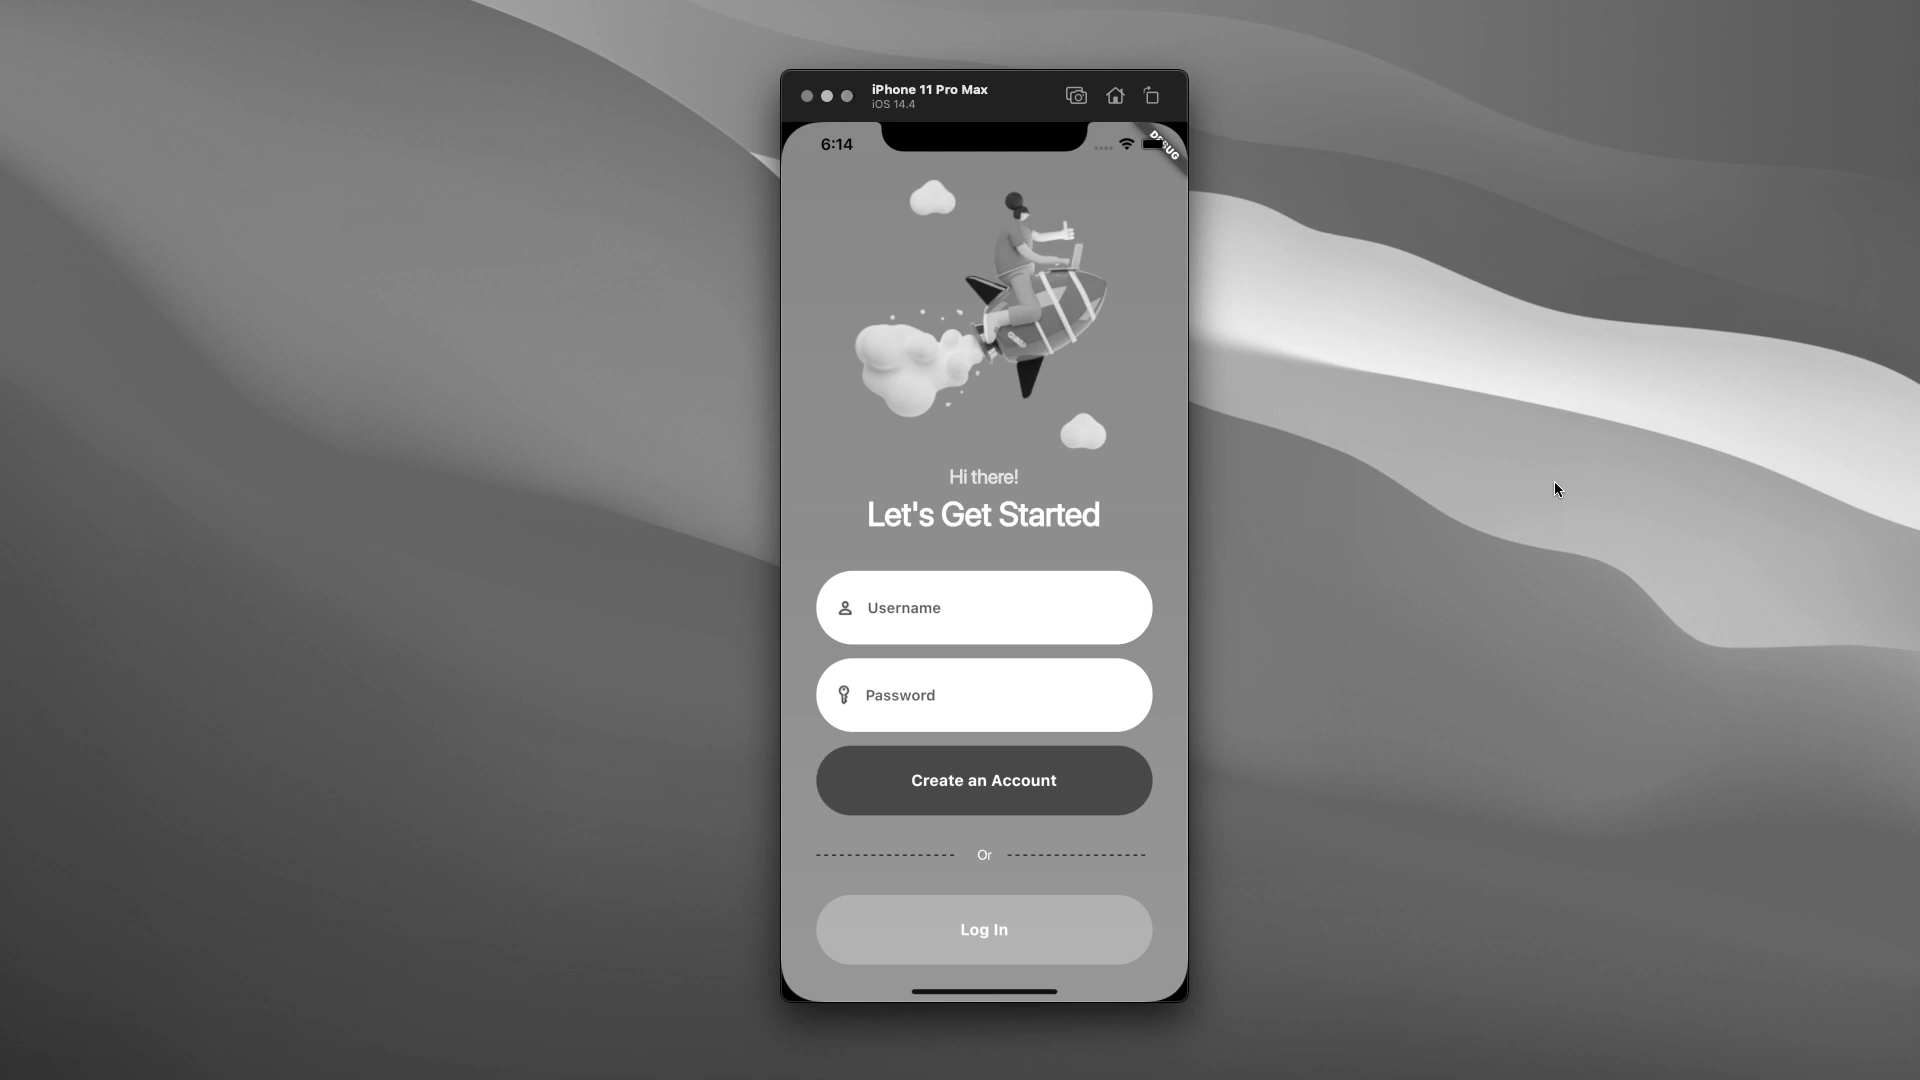 iPhone 11 Pro Max
iOS 14.4
6:14
DEBUG
Hi there!
Let's Get Started
Username
Password
Create an Account
Or
Log In